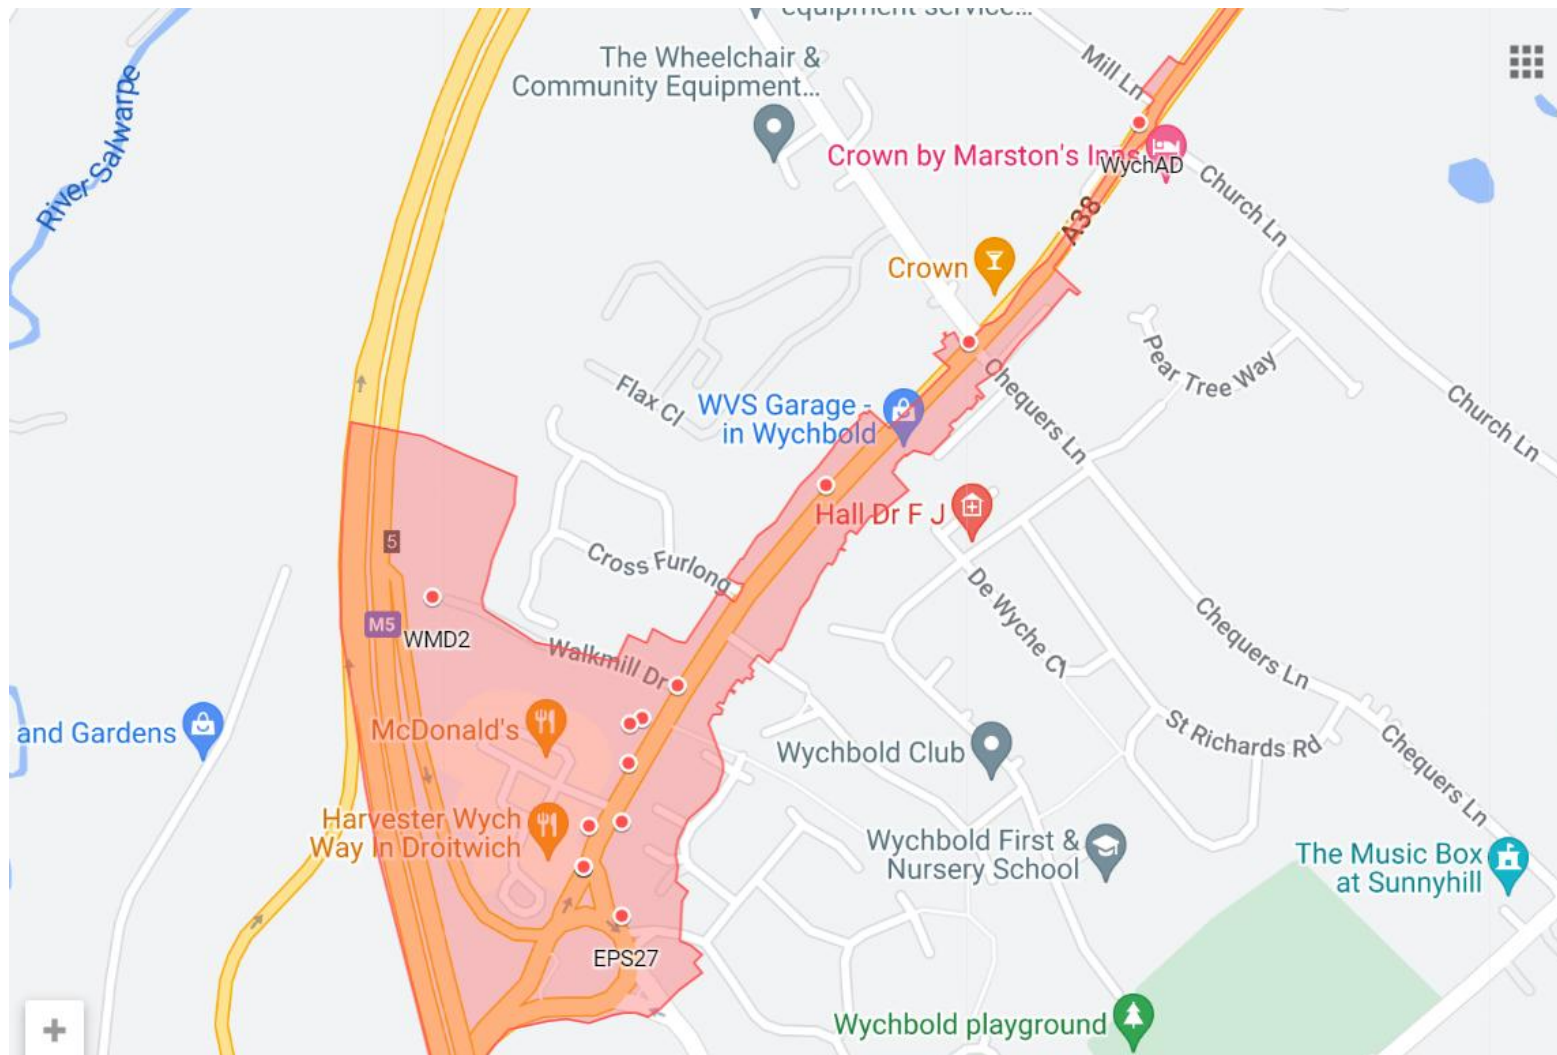 equipment service...
The Wheelchair &
Community Equipment...
Mill Ln
River Salwarpe
Crown by Marston's Inns
WychAD
Church Ln
A38
Crown
Pear Tree Way
Flax Cl
Chequers Ln
WVS Garage -
in Wychbold
Church Ln
Hall Dr F J
5
Cross Furlong
De Wyche Cl
M5
WMD2
Chequers Ln
Walkmill Dr
and Gardens
McDonald's
St Richards Rd
Wychbold Club
Chequers Ln
Harvester Wych
Way In Droitwich
Wychbold First &
Nursery School
The Music Box
at Sunnyhill
EPS27
Wychbold playground
+